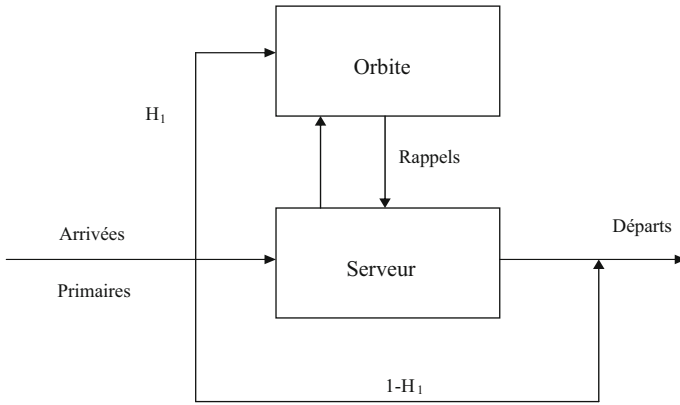 Orbite
H₁
Rappels
Arrivées
Départs
Serveur
Primaires
1-H₁